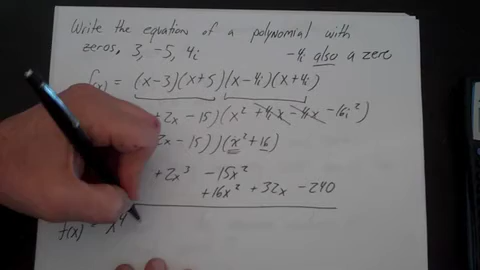 Write the equation of a polynomial with
zeros, 3, -5, 4i -4i also a zero
f(x) = (x-3)(x+5)(x-4i)(x+4i)
+2x -15)(x² +4ix -4ix -16i²)
2x -15))(x²+16)
+2x³ -15x²
+16x² +32x -240
f(x) = x⁴